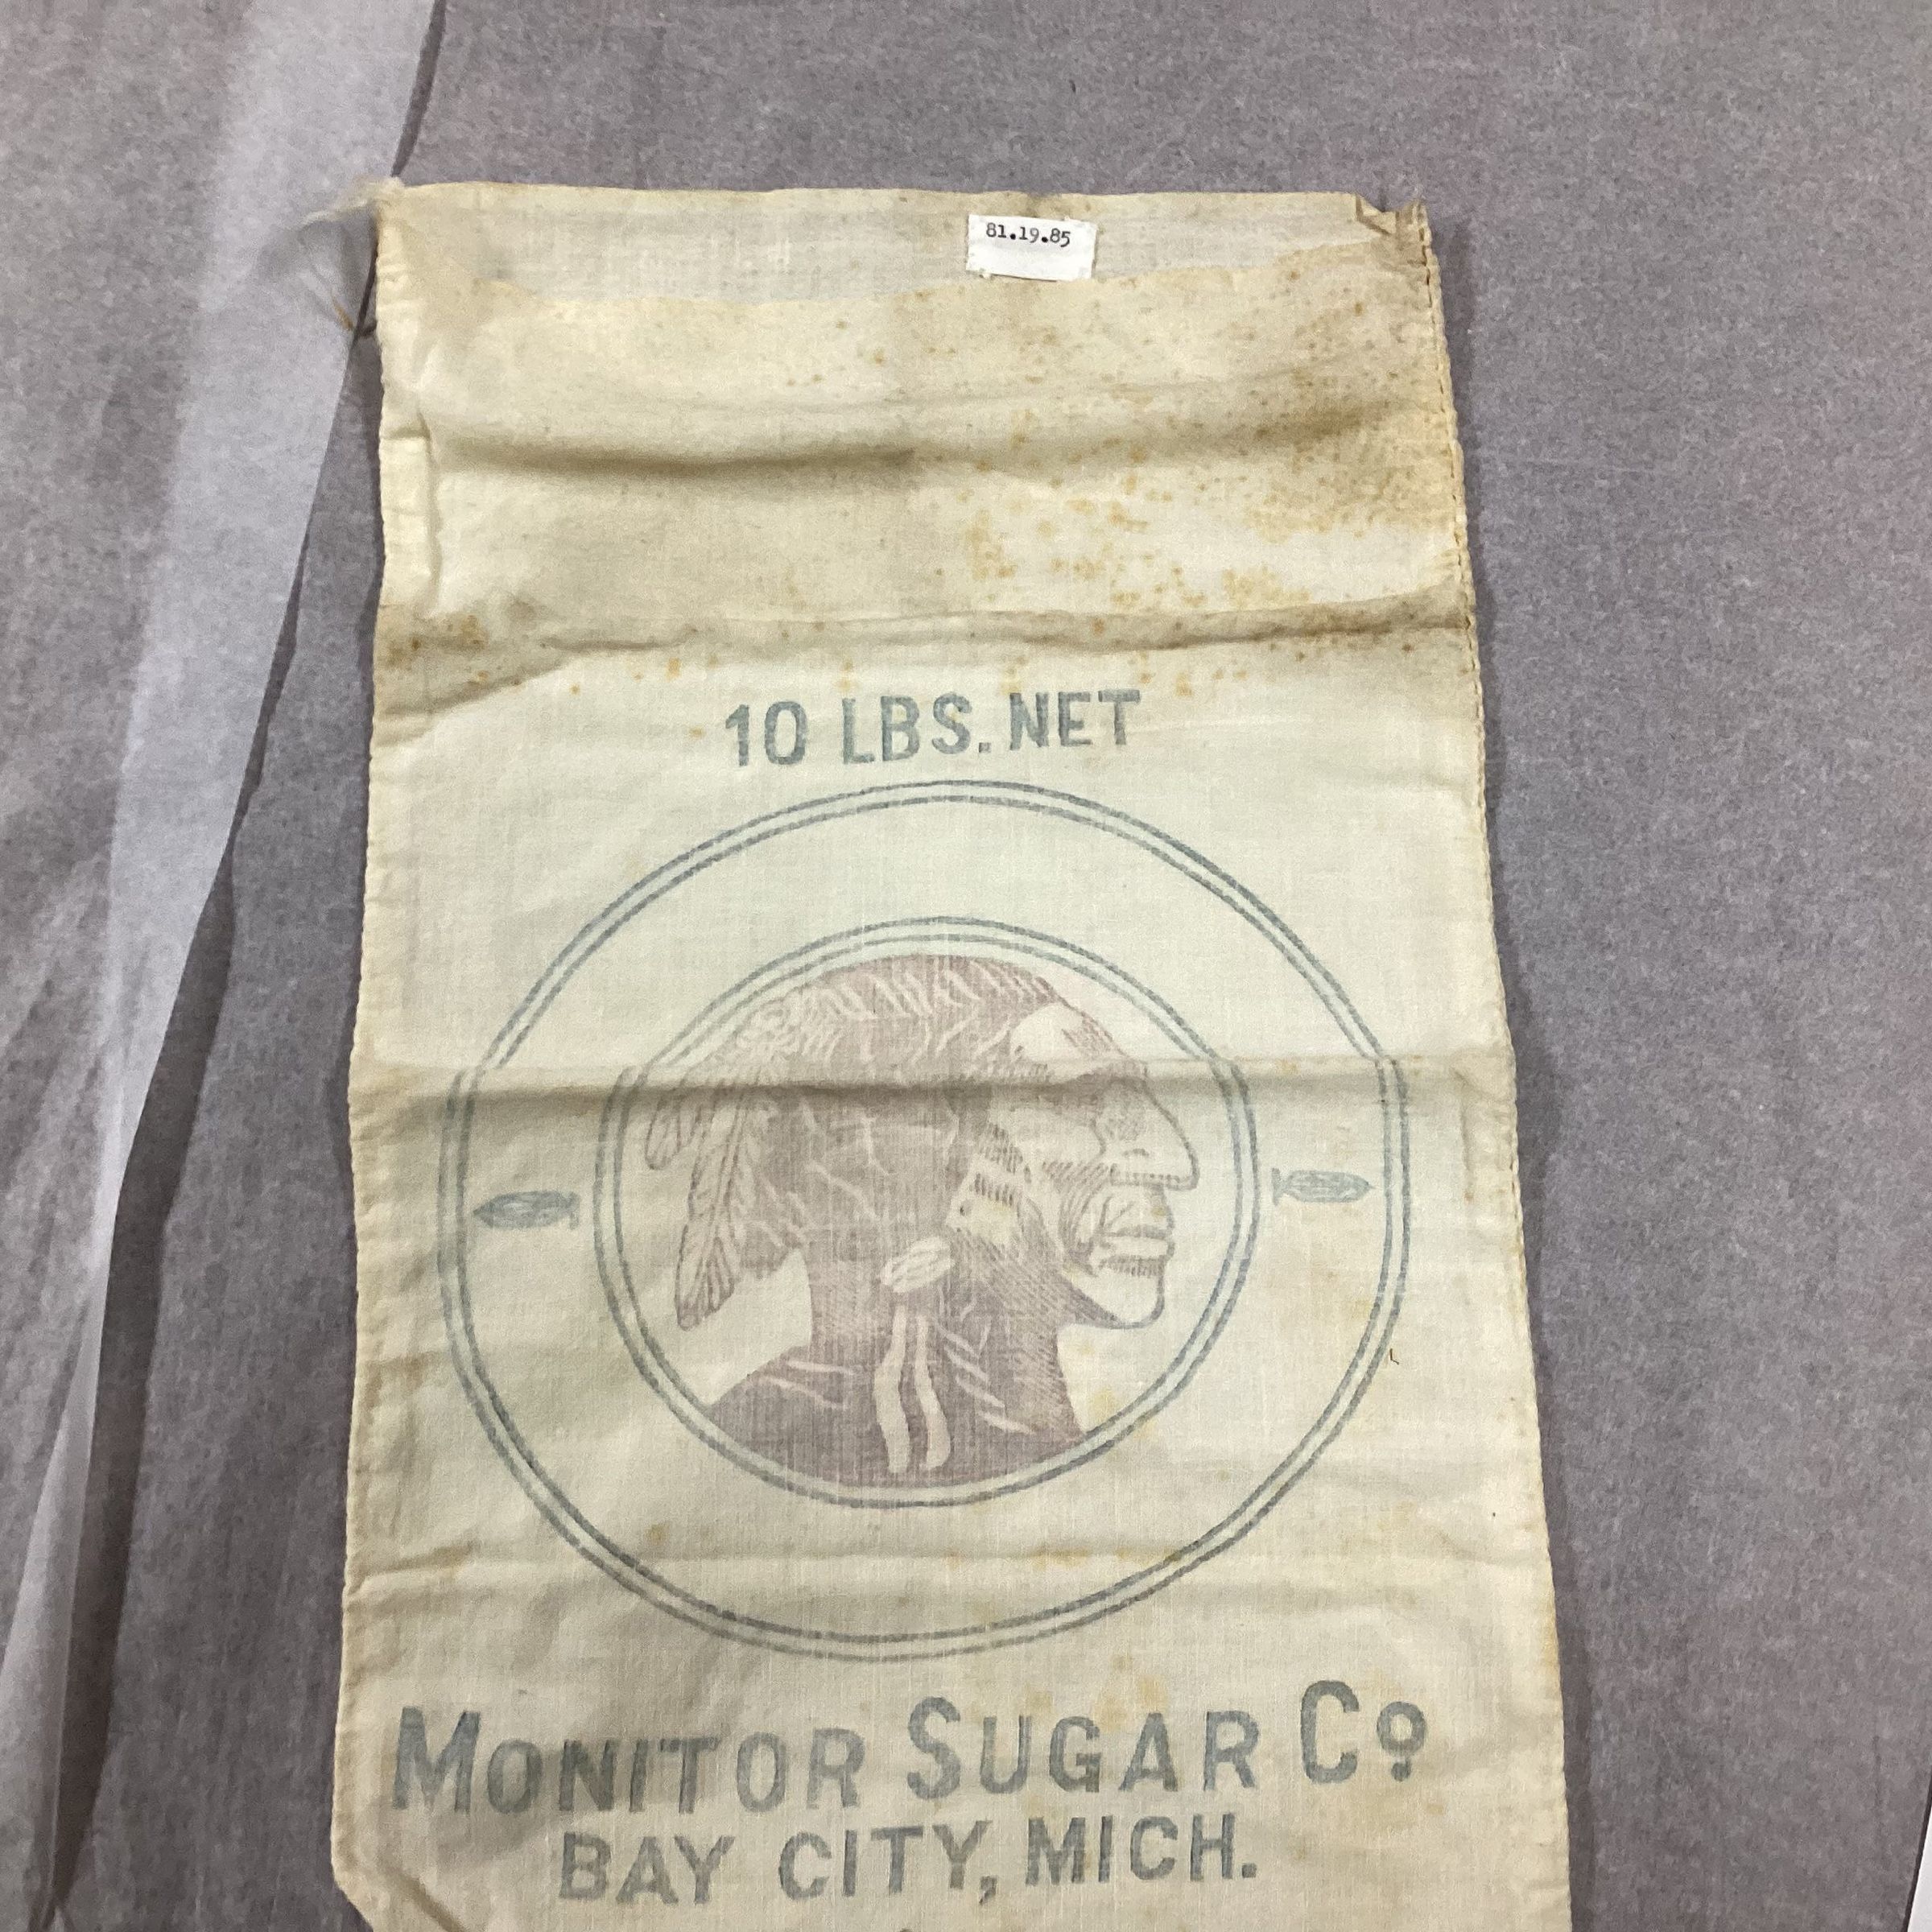 81.19.85
10 LBS. NET
MONITOR SUGAR Co
BAY CITY, MICH.